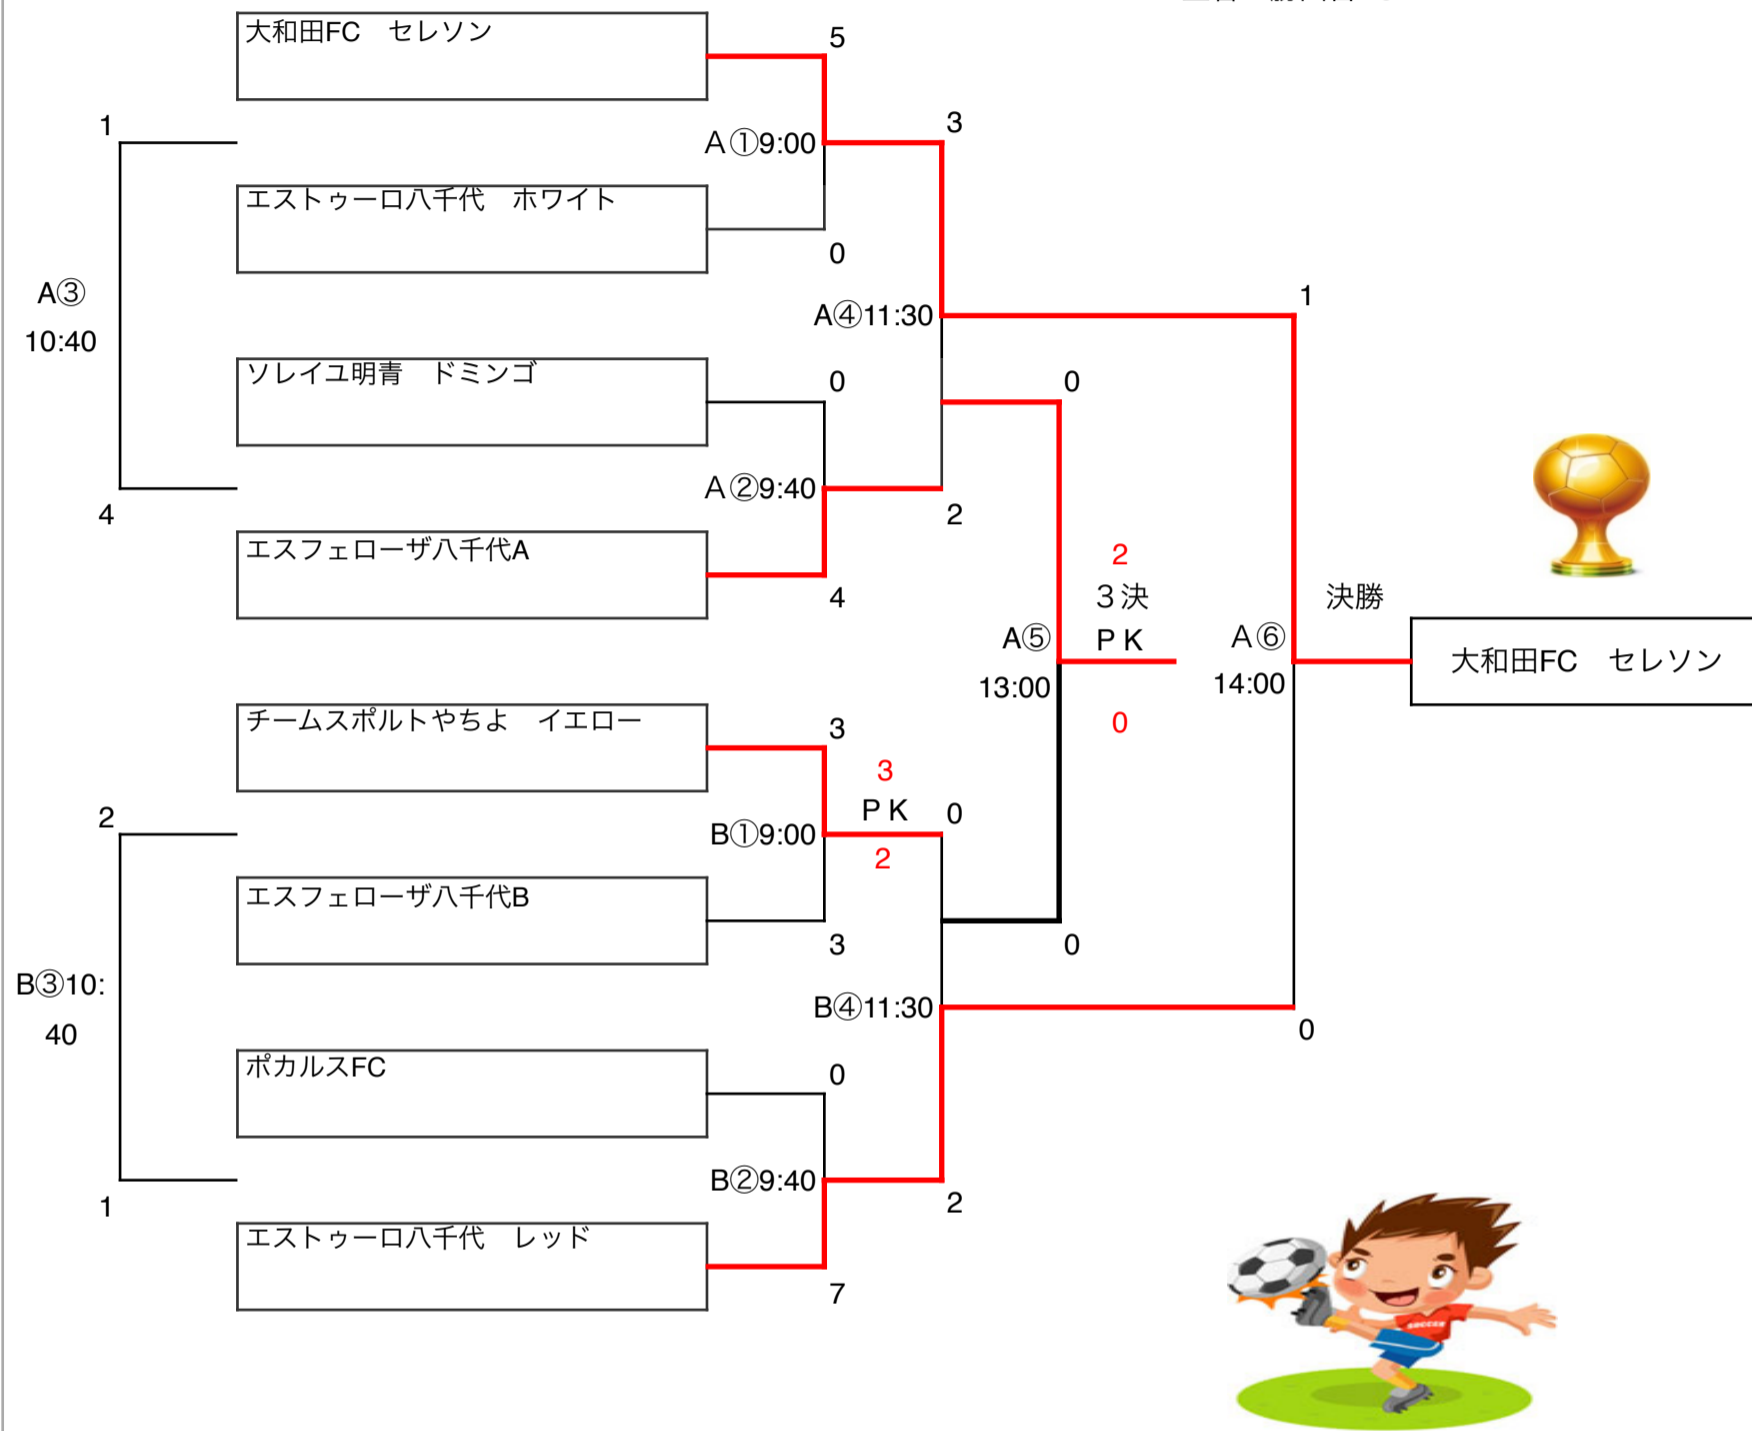 大和田FC　セレソン
5
3
1
A①9:00
エストゥーロ八千代　ホワイト
0
A③
10:40
1
A④11:30
ソレイユ明青　ドミンゴ
0
0
A②9:40
4
2
エスフェローザ八千代A
4
2
3決
PK
A⑤
13:00
0
決勝
A⑥
14:00
大和田FC　セレソン
チームスポルトやちよ　イエロー
3
3
PK
2
0
2
B①9:00
エスフェローザ八千代B
3
0
B③10:
40
B④11:30
0
ポカルスFC
0
B②9:40
1
2
エストゥーロ八千代　レッド
7
SOCCER